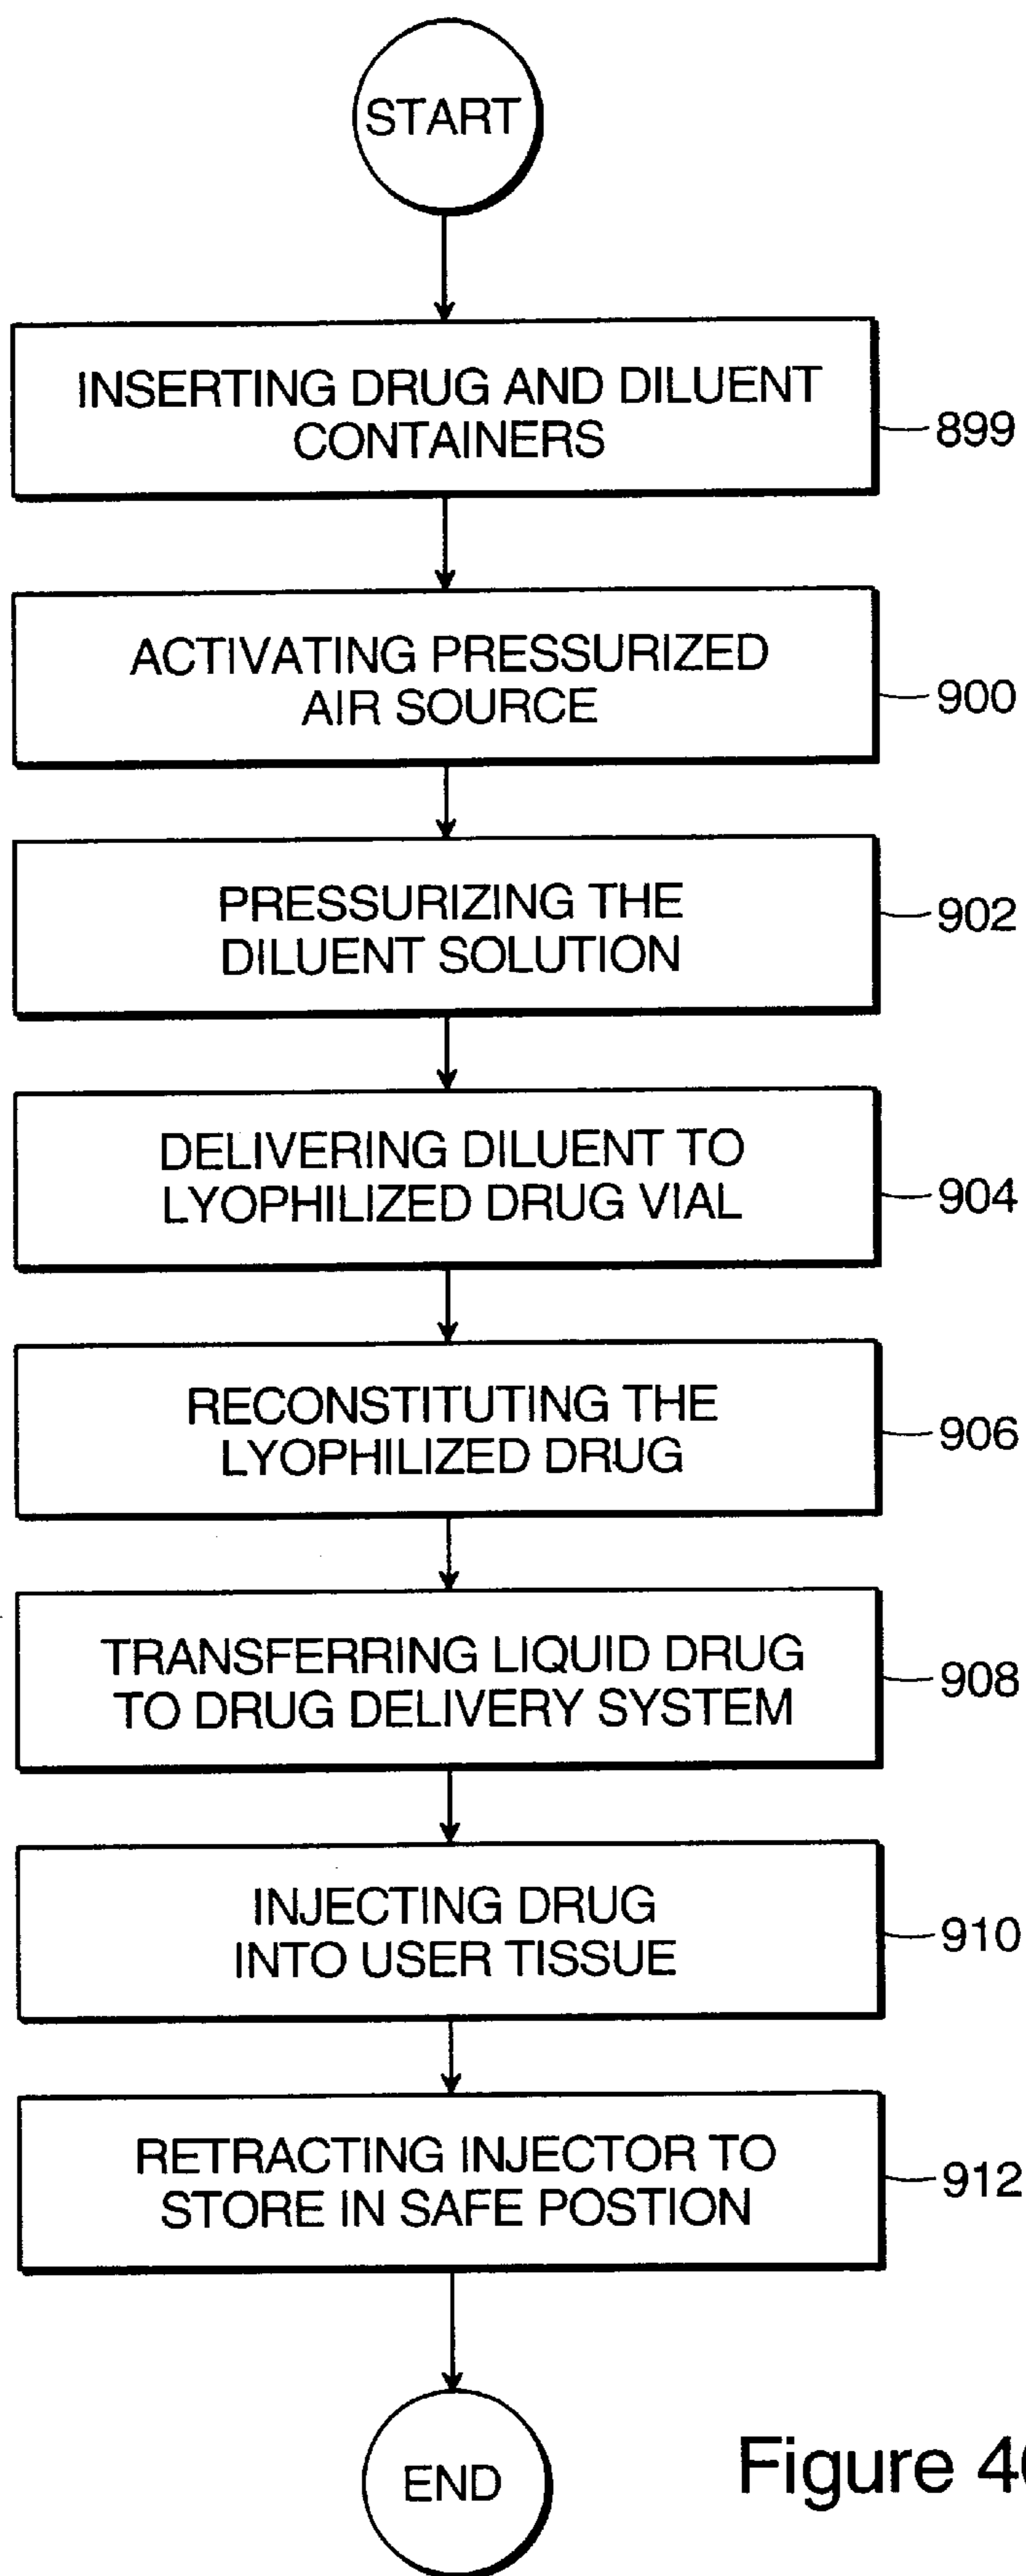 START
INSERTING DRUG AND DILUENT
CONTAINERS
899
ACTIVATING PRESSURIZED
AIR SOURCE
900
PRESSURIZING THE
DILUENT SOLUTION
902
DELIVERING DILUENT TO
LYOPHILIZED DRUG VIAL
904
RECONSTITUTING THE
LYOPHILIZED DRUG
906
TRANSFERRING LIQUID DRUG
TO DRUG DELIVERY SYSTEM
908
INJECTING DRUG
INTO USER TISSUE
910
RETRACTING INJECTOR TO
STORE IN SAFE POSTION
912
END
Figure